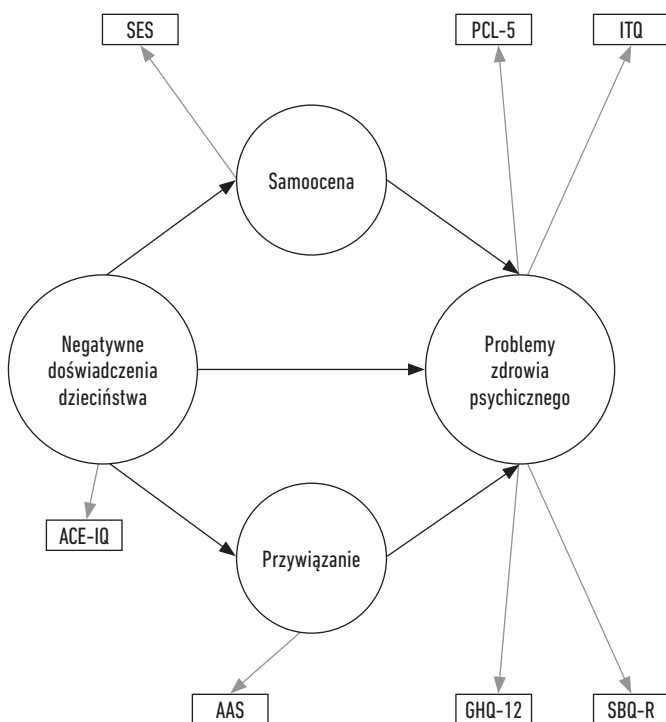 SES
PCL-5
ITQ
Samoocena
Negatywne
doświadczenia
dzieciństwa
Problemy
zdrowia
psychicznego
ACE-IQ
Przywiązanie
AAS
GHQ-12
SBQ-R